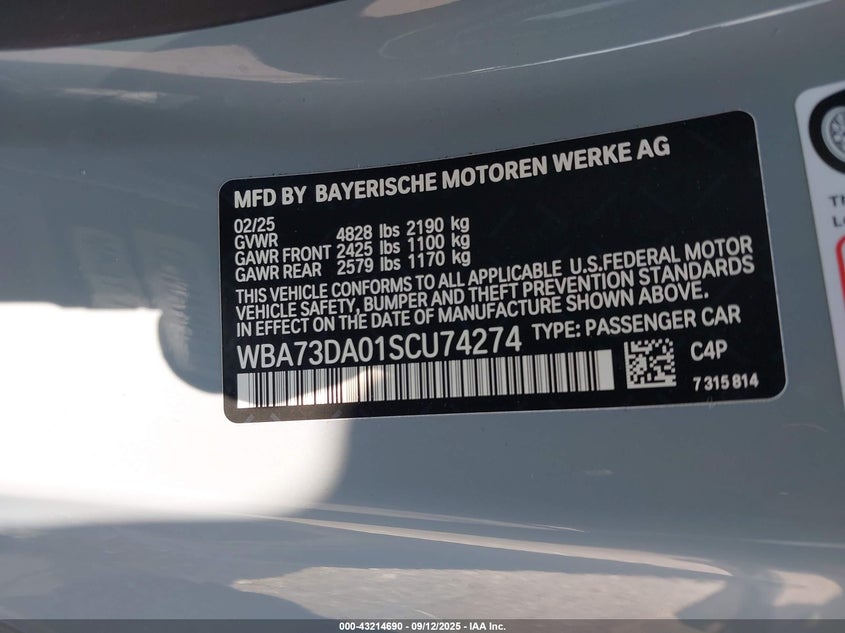 MFD BY BAYERISCHE MOTOREN WERKE AG
02/25
GVWR 4828 lbs 2190 kg
GAWR FRONT 2425 lbs 1100 kg
GAWR REAR 2579 lbs 1170 kg
THIS VEHICLE CONFORMS TO ALL APPLICABLE U.S.FEDERAL MOTOR
VEHICLE SAFETY, BUMPER AND THEFT PREVENTION STANDARDS
IN EFFECT ON THE DATE OF MANUFACTURE SHOWN ABOVE.
WBA73DA01SCU74274 TYPE: PASSENGER CAR
C4P
7 315 814
000-43214690 - 09/12/2025 - IAA Inc.